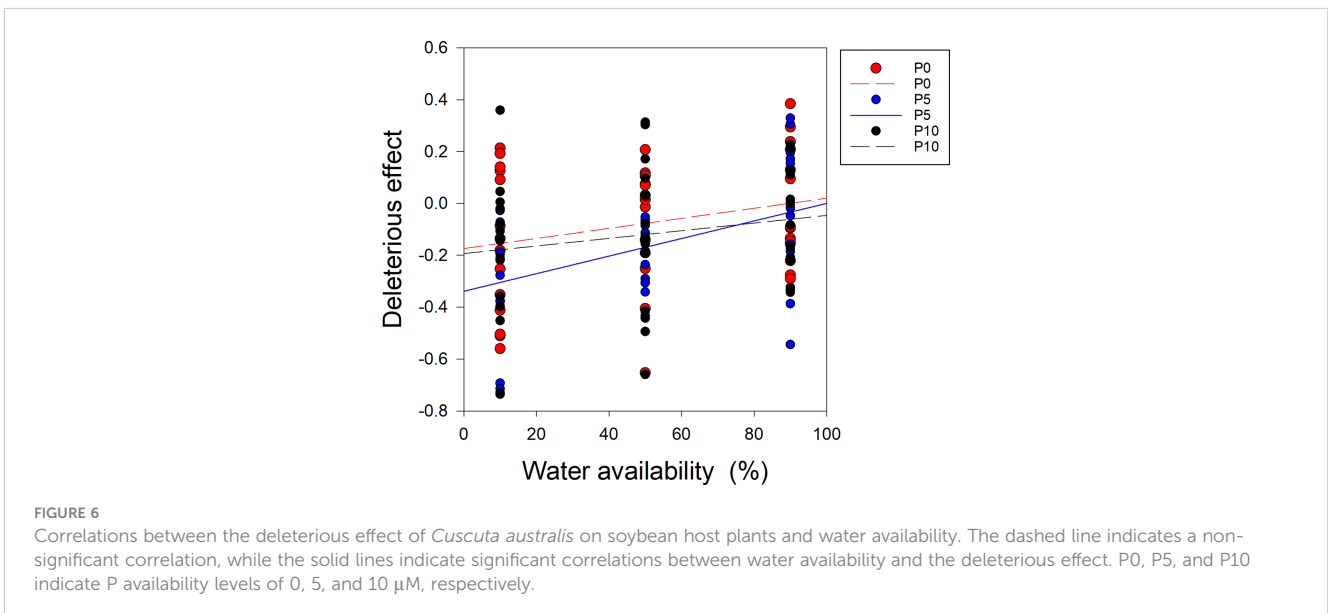 0.6
0.4
0.2
0.0
-0.2
-0.4
-0.6
-0.8
Deleterious effect
0 20 40 60 80 100
Water availability (%)
P0
P0
P5
P5
P10
P10
FIGURE 6
Correlations between the deleterious effect of Cuscuta australis on soybean host plants and water availability. The dashed line indicates a non-
significant correlation, while the solid lines indicate significant correlations between water availability and the deleterious effect. P0, P5, and P10
indicate P availability levels of 0, 5, and 10 μM, respectively.